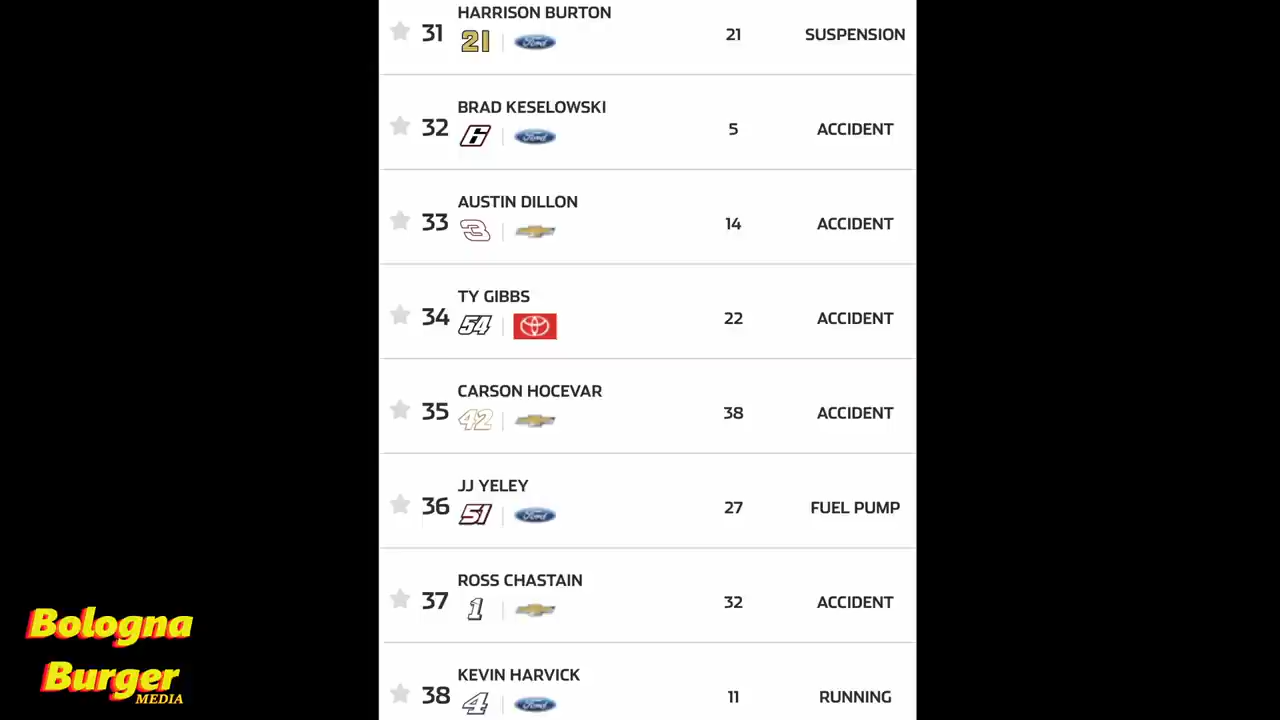 31 HARRISON BURTON
21 Ford 21 SUSPENSION
32 BRAD KESELOWSKI
6 Ford 5 ACCIDENT
33 AUSTIN DILLON
3 14 ACCIDENT
34 TY GIBBS
54 22 ACCIDENT
35 CARSON HOCEVAR
42 38 ACCIDENT
36 JJ YELEY
51 Ford 27 FUEL PUMP
37 ROSS CHASTAIN
1 32 ACCIDENT
38 KEVIN HARVICK
4 Ford 11 RUNNING
Bologna
Burger
MEDIA